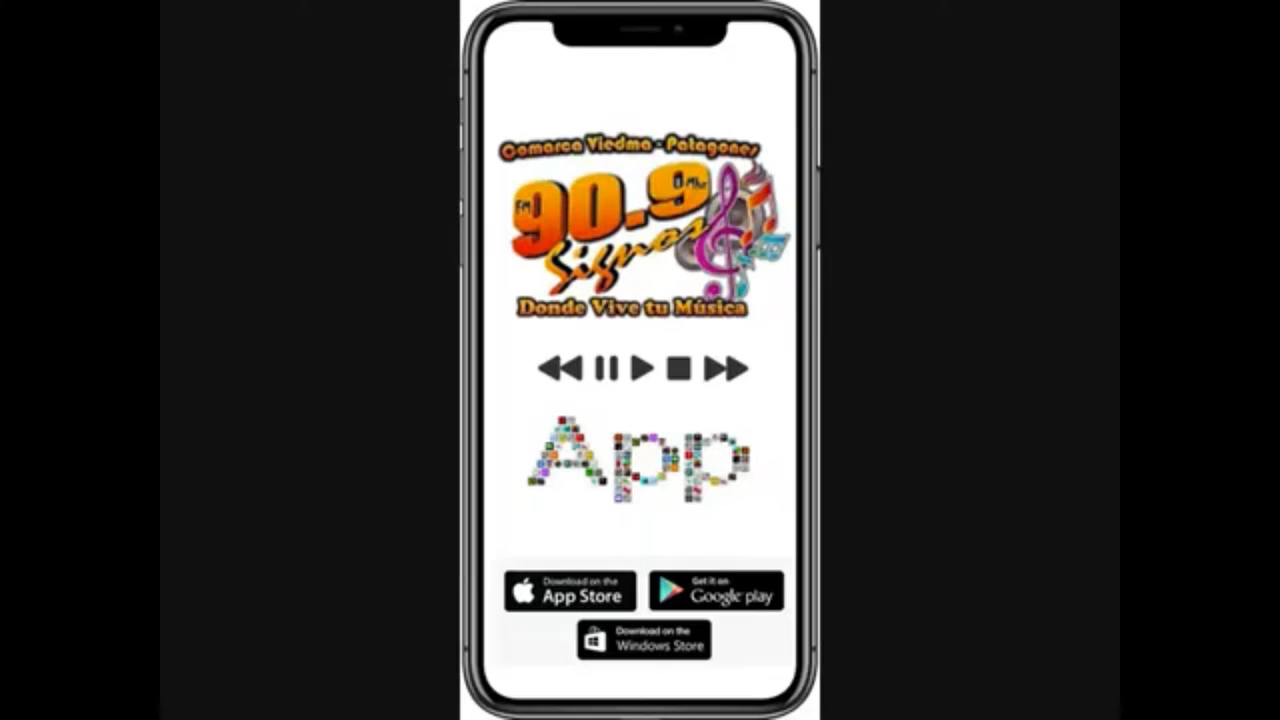 Comarca Viedma - Patagones
FM 90.9 Mhz
Signos
Donde Vive tu Música
App
Download on the
App Store
Get it on
Google play
Download on the
Windows Store